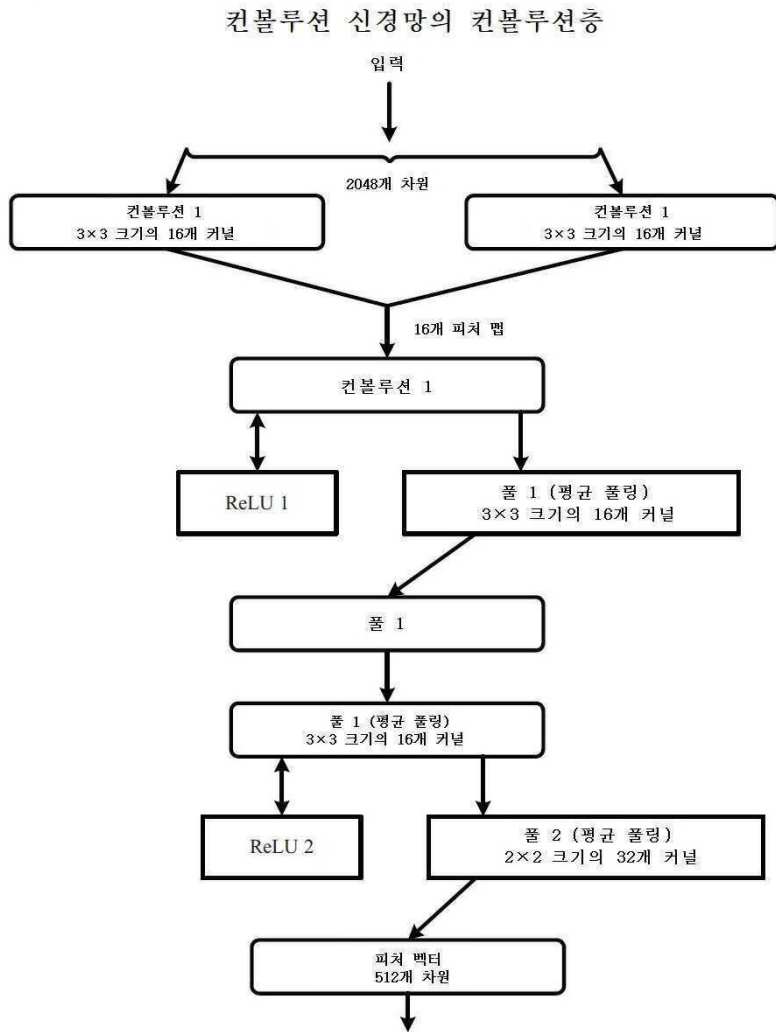 컨볼루션 신경망의 컨볼루션층
입력
2048개 차원
컨볼루션 1
3×3 크기의 16개 커널
컨볼루션 1
3×3 크기의 16개 커널
16개 피처 맵
컨볼루션 1
ReLU 1
풀 1 (평균 풀링)
3×3 크기의 16개 커널
풀 1
풀 1 (평균 풀링)
3×3 크기의 16개 커널
ReLU 2
풀 2 (평균 풀링)
2×2 크기의 32개 커널
피처 벡터
512개 차원